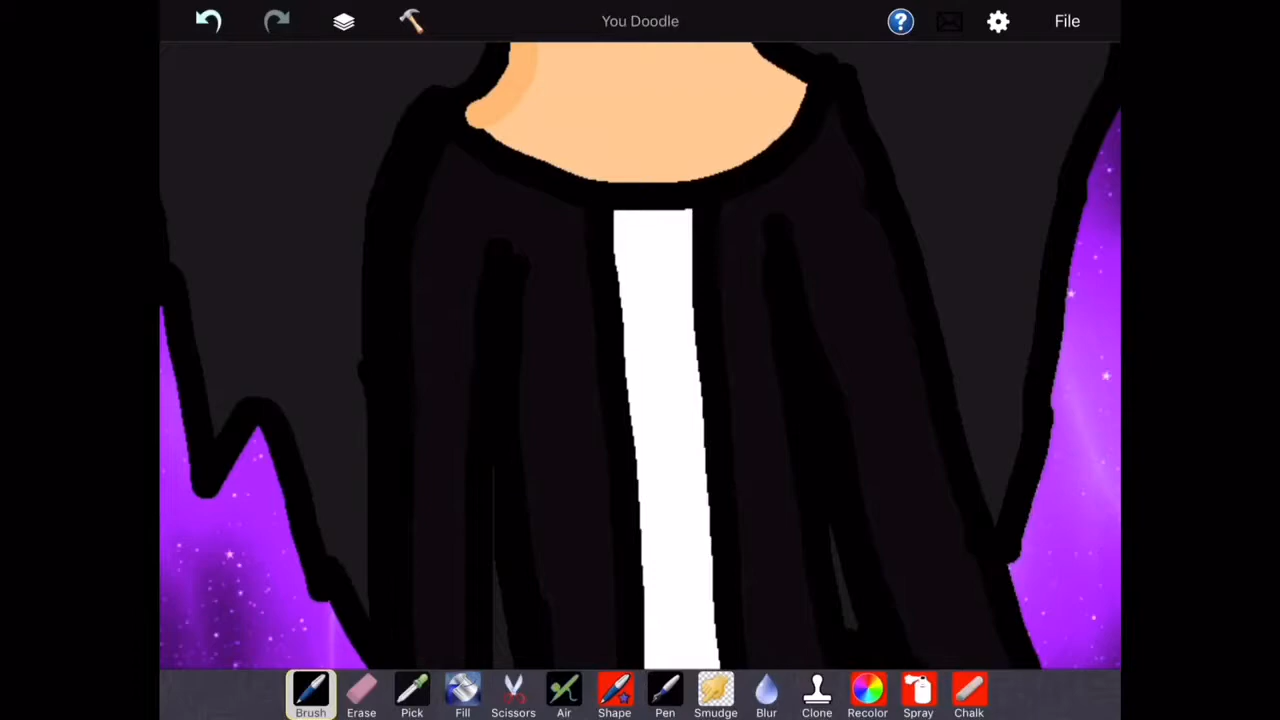 You Doodle
File
Brush
Erase
Pick
Fill
Scissors
Air
Shape
Pen
Smudge
Blur
Clone
Recolor
Spray
Chalk